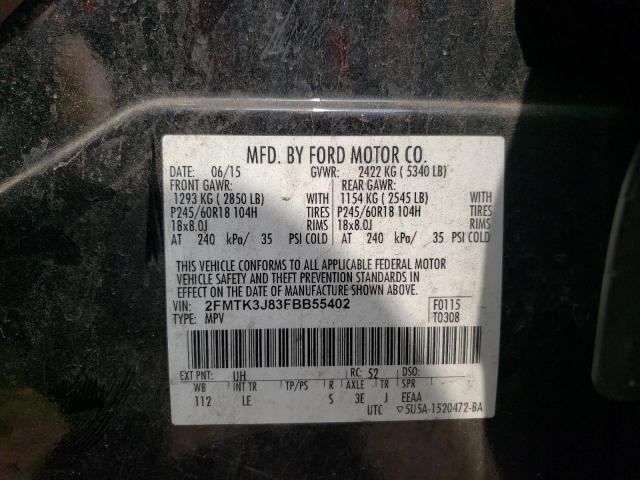 MFD. BY FORD MOTOR CO.
DATE: 06/15 GVWR: 2422 KG ( 5340 LB)
FRONT GAWR: REAR GAWR:
1293 KG ( 2850 LB) WITH 1154 KG ( 2545 LB) WITH
P245/60R18 104H TIRES P245/60R18 104H TIRES
18x8.0J RIMS 18x8.0J RIMS
AT 240 kPa/ 35 PSI COLD AT 240 kPa/ 35 PSI COLD
THIS VEHICLE CONFORMS TO ALL APPLICABLE FEDERAL MOTOR
VEHICLE SAFETY AND THEFT PREVENTION STANDARDS IN
EFFECT ON THE DATE OF MANUFACTURE SHOWN ABOVE.
VIN: 2FMTK3J83FBB55402 F0115
TYPE: MPV T0308
EXT PNT: UH RC: 52 DSO:
WB INT TR TP/PS R AXLE TR SPR
112 LE S 3E J EEAA
UTC ▽5U5A-1520472-BA